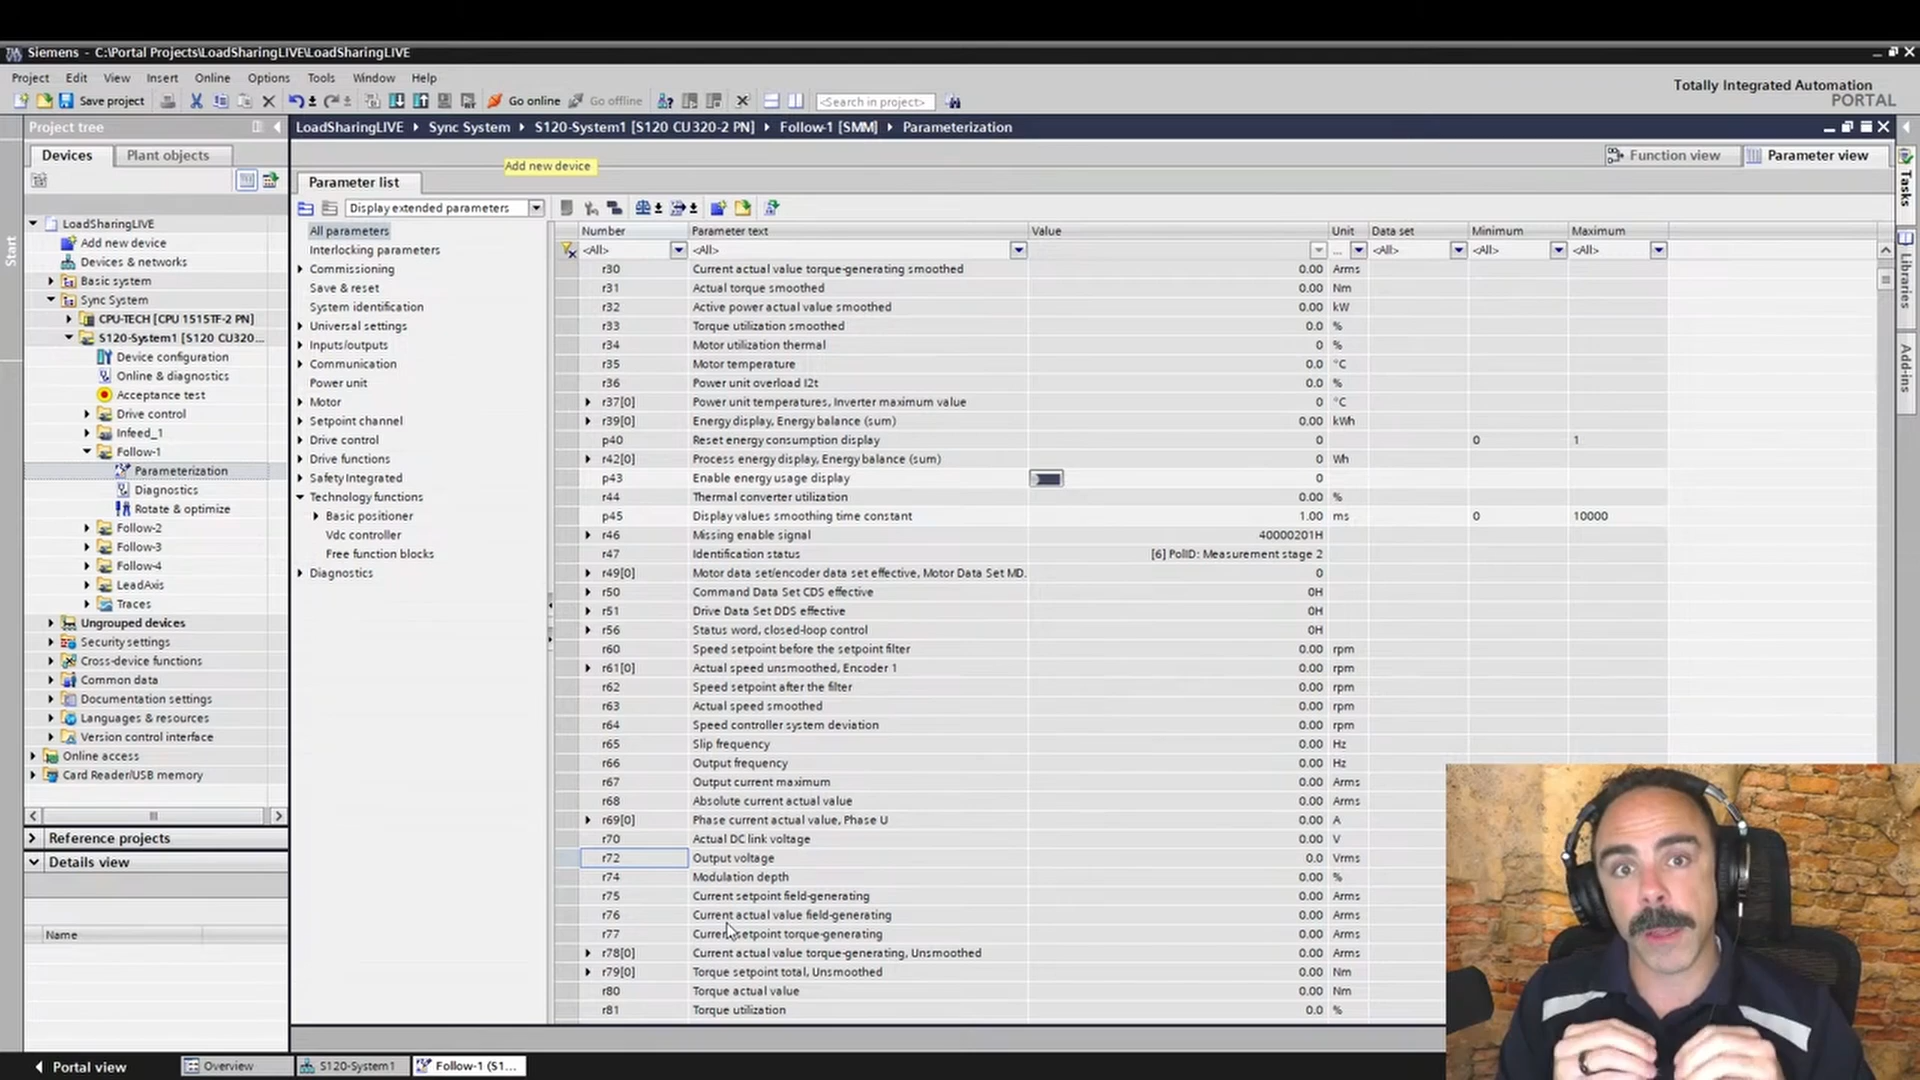 Siemens - C:\Portal Projects\LoadSharingLIVE\LoadSharingLIVE
Project Edit View Insert Online Options Tools Window Help
Totally Integrated Automation
PORTAL
Save project Go online Go offline <Search in project>
Project tree
LoadSharingLIVE Sync System S120-System1 [S120 CU320-2 PN] Follow-1 [SMM] Parameterization
Devices Plant objects
Add new device
Function view Parameter view
Parameter list
Display extended parameters
Start
LoadSharingLIVE
Add new device
Devices & networks
Basic system
Sync System
CPU-TECH [CPU 1515TF-2 PN]
S120-System1 [S120 CU320...
Device configuration
Online & diagnostics
Acceptance test
Drive control
Infeed_1
Follow-1
Parameterization
Diagnostics
Rotate & optimize
Follow-2
Follow-3
Follow-4
LeadAxis
Traces
Ungrouped devices
Security settings
Cross-device functions
Common data
Documentation settings
Languages & resources
Version control interface
Online access
Card Reader/USB memory
Reference projects
Details view
Name
All parameters
Interlocking parameters
Commissioning
Save & reset
System identification
Universal settings
Inputs/outputs
Communication
Power unit
Motor
Setpoint channel
Drive control
Drive functions
Safety Integrated
Technology functions
Basic positioner
Vdc controller
Free function blocks
Diagnostics
Number Parameter text Value Unit Data set Minimum Maximum
<All> <All> ... <All> <All> <All>
r30 Current actual value torque-generating smoothed 0.00 Arms
r31 Actual torque smoothed 0.00 Nm
r32 Active power actual value smoothed 0.00 kW
r33 Torque utilization smoothed 0.0 %
r34 Motor utilization thermal 0 %
r35 Motor temperature 0.0 °C
r36 Power unit overload I2t 0.0 %
r37[0] Power unit temperatures, Inverter maximum value 0 °C
r39[0] Energy display, Energy balance (sum) 0.00 kWh
p40 Reset energy consumption display 0 0 1
r42[0] Process energy display, Energy balance (sum) 0 Wh
p43 Enable energy usage display 0
r44 Thermal converter utilization 0.00 %
p45 Display values smoothing time constant 1.00 ms 0 10000
r46 Missing enable signal 40000201H
r47 Identification status [6] PolID: Measurement stage 2
r49[0] Motor data set/encoder data set effective, Motor Data Set MD. 0
r50 Command Data Set CDS effective 0H
r51 Drive Data Set DDS effective 0H
r56 Status word, closed-loop control 0H
r60 Speed setpoint before the setpoint filter 0.00 rpm
r61[0] Actual speed unsmoothed, Encoder 1 0.00 rpm
r62 Speed setpoint after the filter 0.00 rpm
r63 Actual speed smoothed 0.00 rpm
r64 Speed controller system deviation 0.00 rpm
r65 Slip frequency 0.00 Hz
r66 Output frequency 0.00 Hz
r67 Output current maximum 0.00 Arms
r68 Absolute current actual value 0.00 Arms
r69[0] Phase current actual value, Phase U 0.00 A
r70 Actual DC link voltage 0.00 V
r72 Output voltage 0.0 Vrms
r74 Modulation depth 0.00 %
r75 Current setpoint field-generating 0.00 Arms
r76 Current actual value field-generating 0.00 Arms
r77 Current setpoint torque-generating 0.00 Arms
r78[0] Current actual value torque-generating, Unsmoothed 0.00 Arms
r79[0] Torque setpoint total, Unsmoothed 0.00 Nm
r80 Torque actual value 0.00 Nm
r81 Torque utilization 0.0 %
Tasks
Libraries
Add-ins
Portal view Overview S120-System1 Follow-1 (S1...